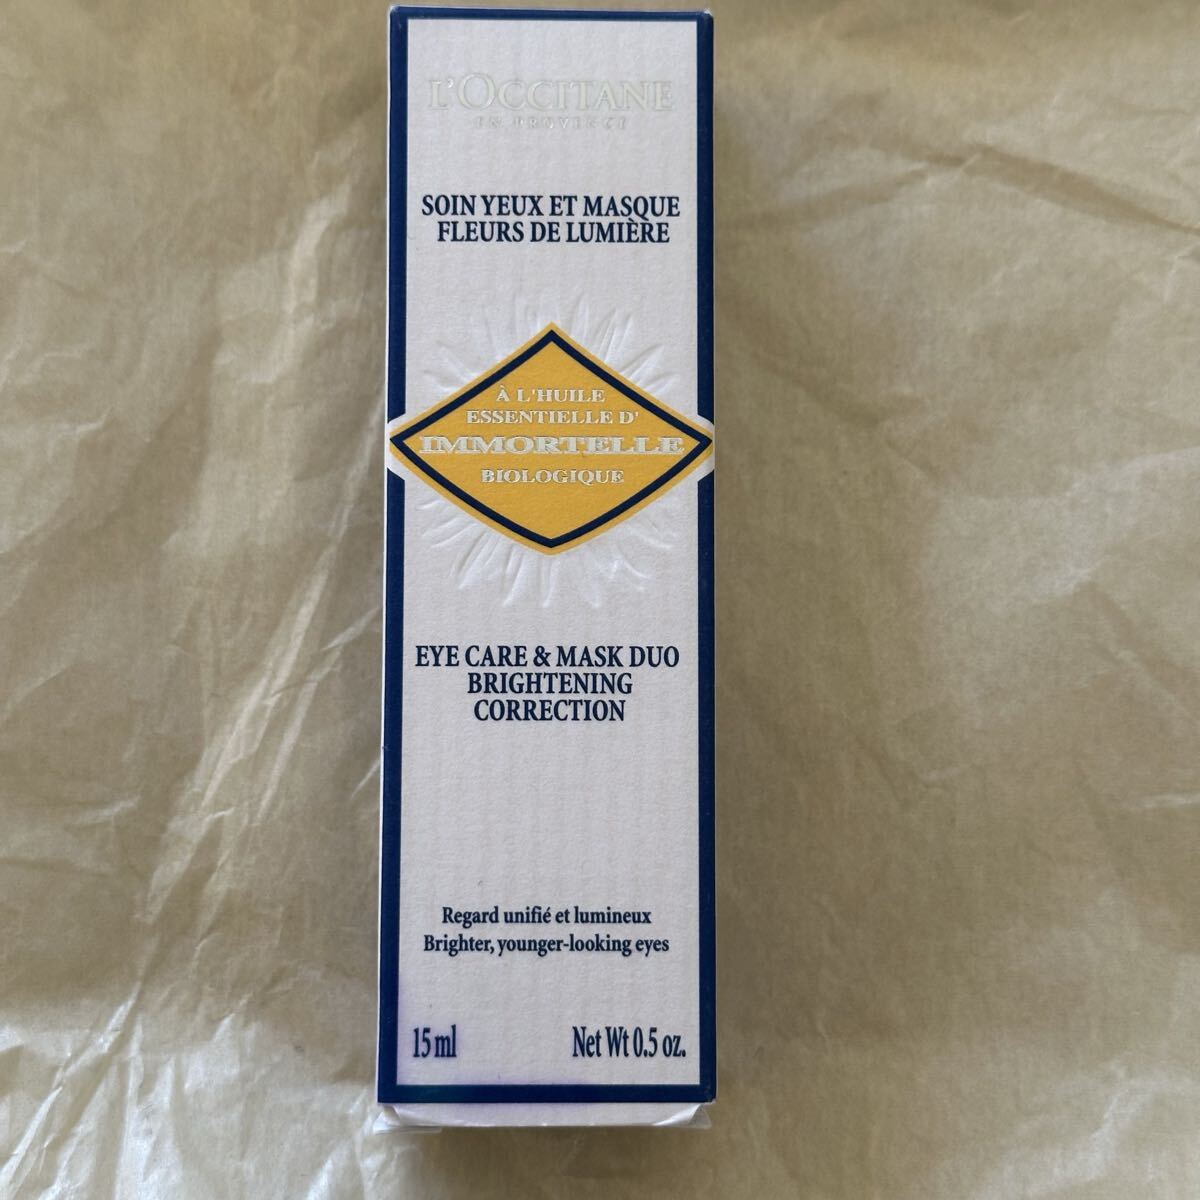 L'OCCITANE
EN PROVENCE
SOIN YEUX ET MASQUE
FLEURS DE LUMIÈRE
À L'HUILE
ESSENTIELLE D'
IMMORTELLE
BIOLOGIQUE
EYE CARE & MASK DUO
BRIGHTENING
CORRECTION
Regard unifié et lumineux
Brighter, younger-looking eyes
15 ml Net Wt 0.5 oz.